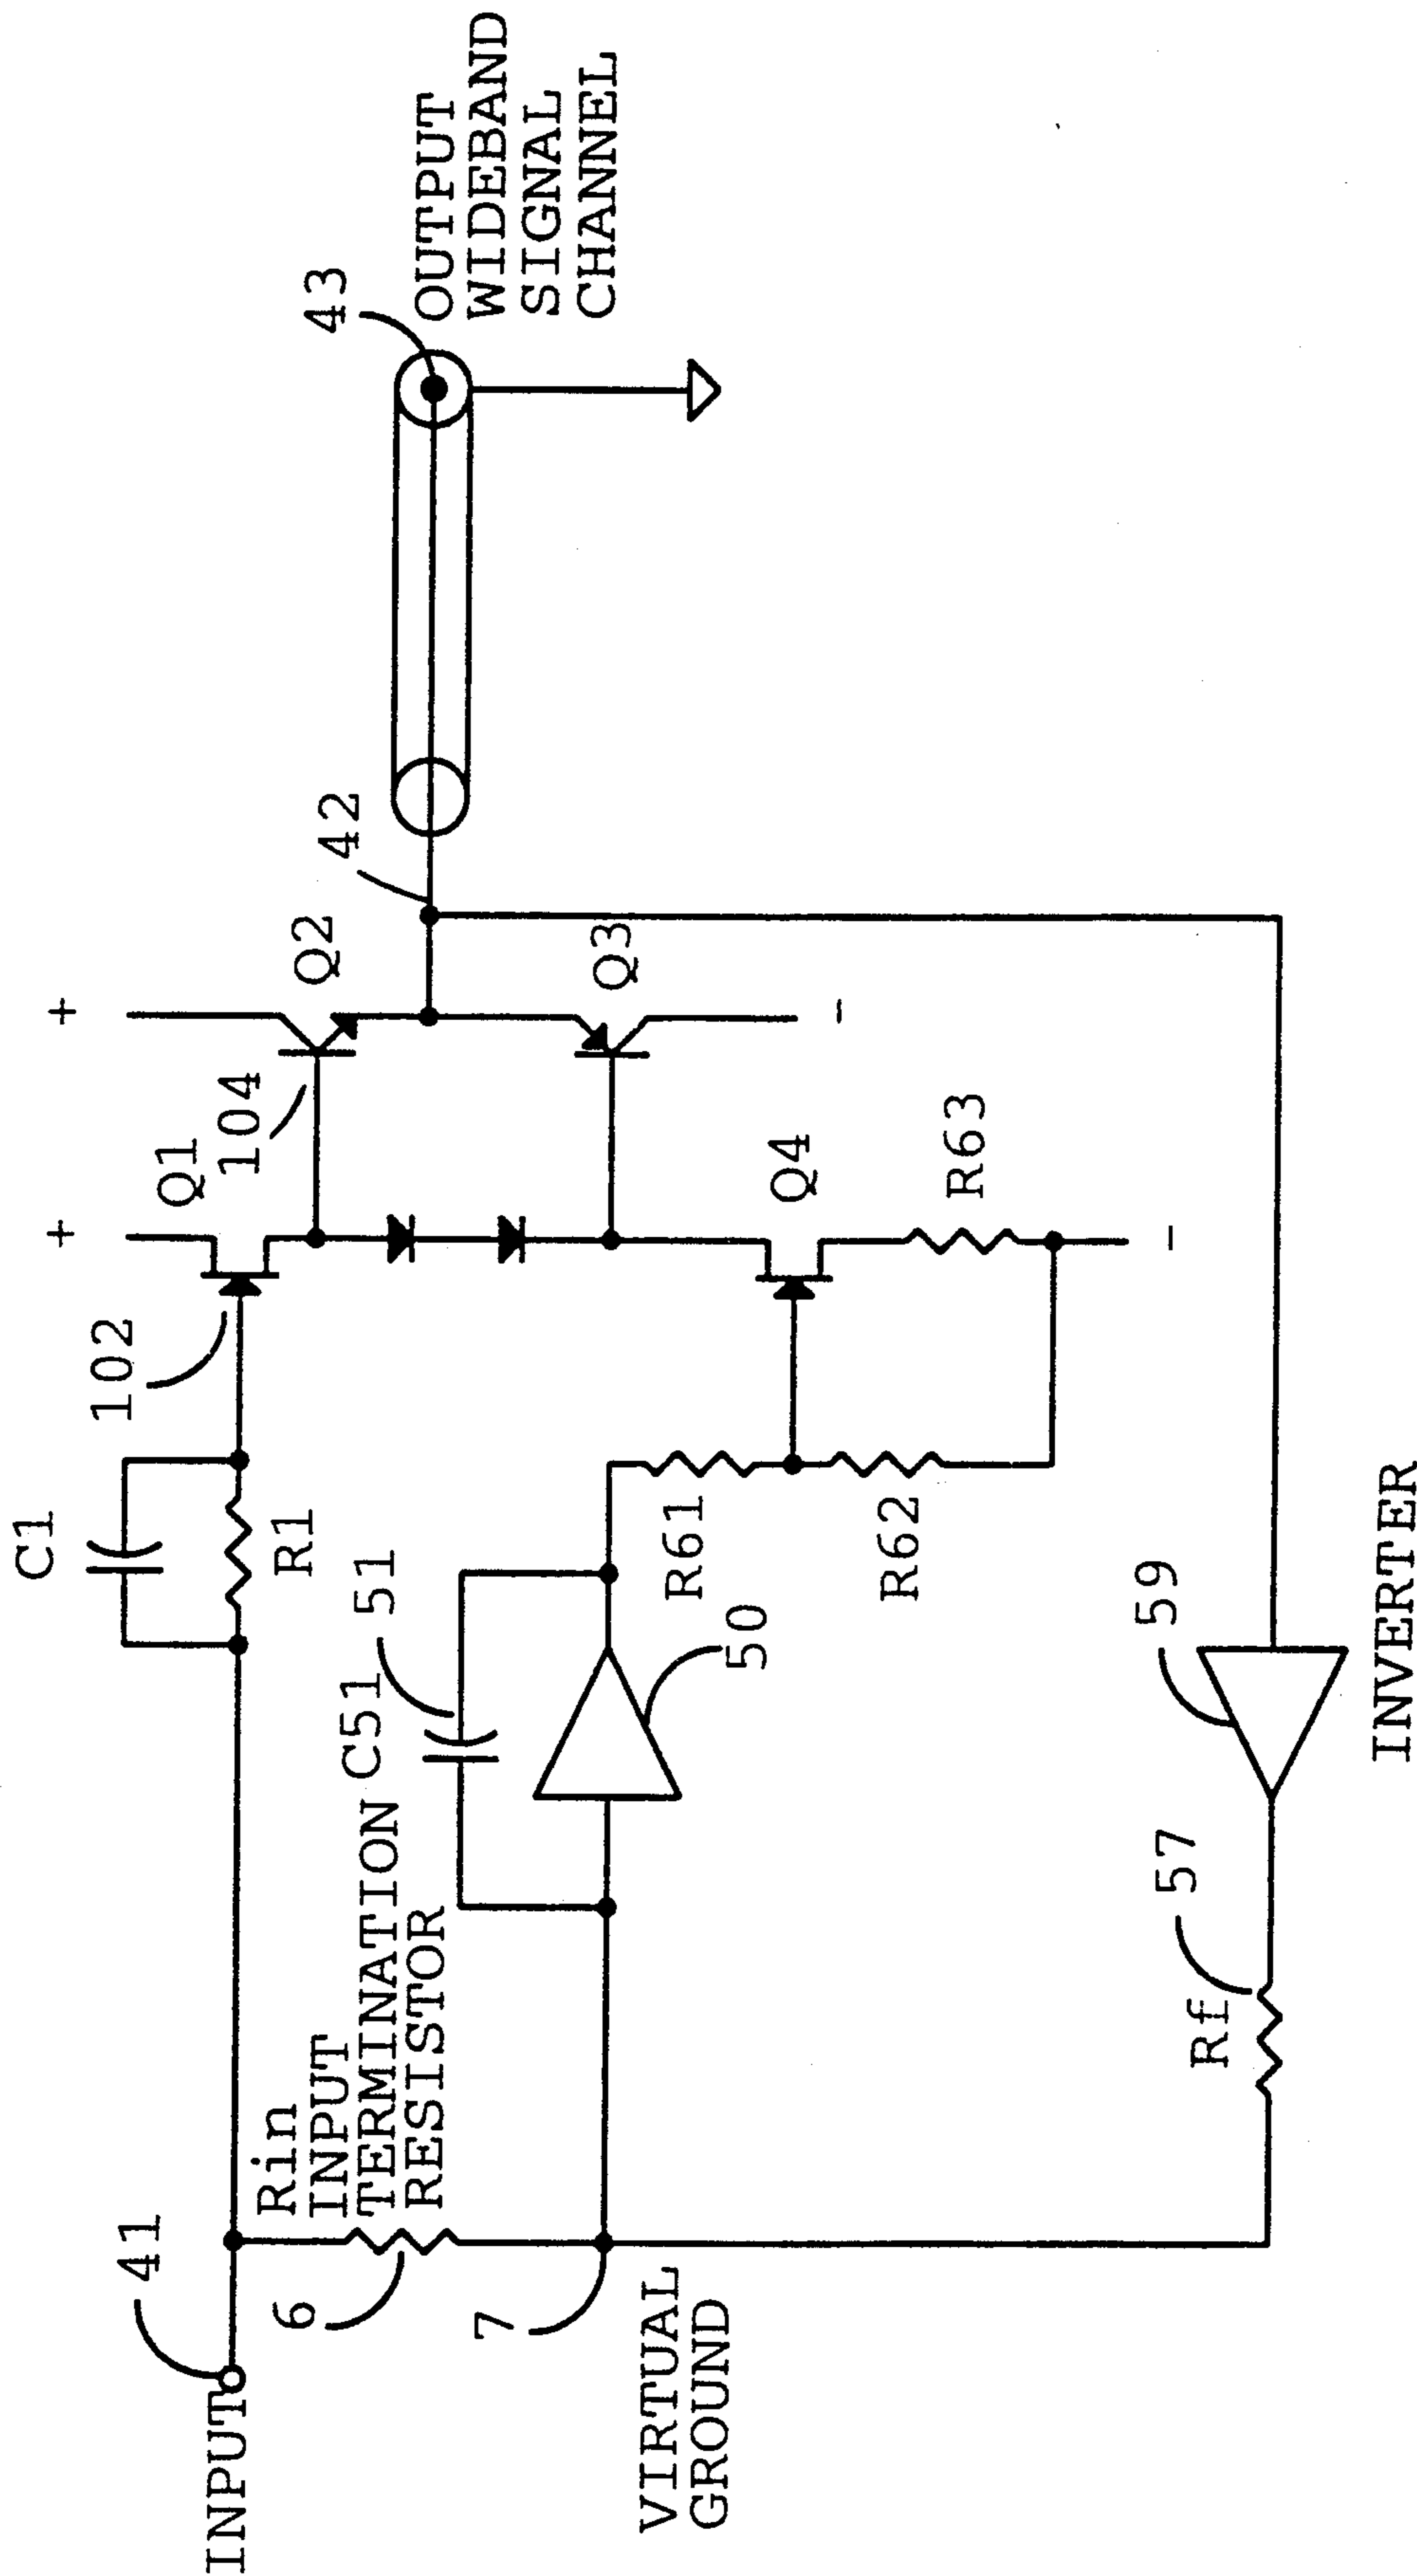 C1
+
+
Q1
Q2
102
104
R1
42
43
OUTPUT
WIDEBAND
SIGNAL
CHANNEL
41
INPUT
Rin
INPUT
TERMINATION
RESISTOR
6
C51
51
Q3
-
7
VIRTUAL
GROUND
50
R61
R62
Q4
R63
-
Rf
57
59
INVERTER